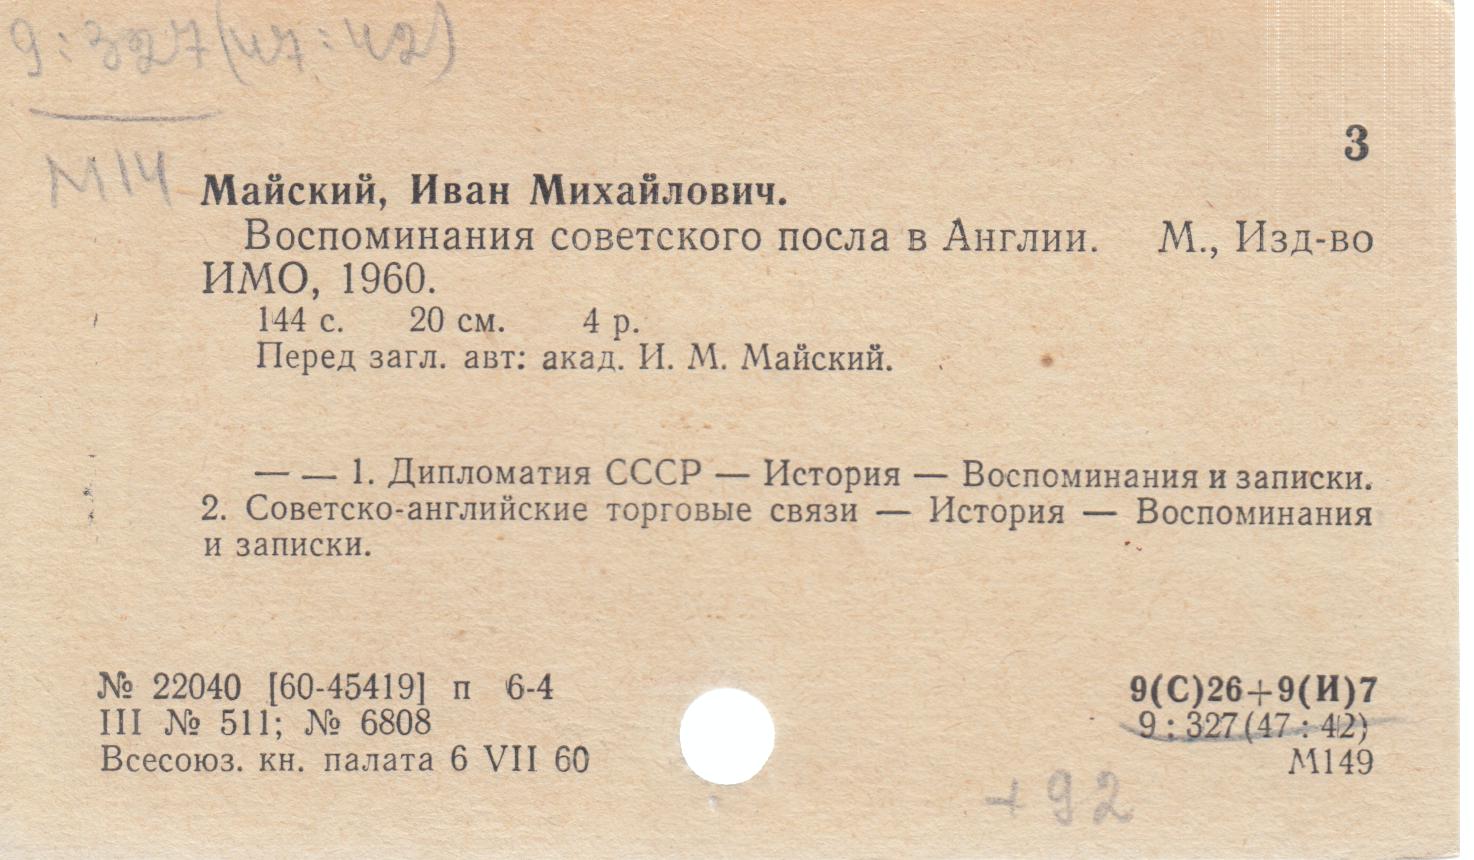 9:327(47:42)
М14
3
Майский, Иван Михайлович.
Воспоминания советского посла в Англии. М., Изд-во
ИМО, 1960.
144 с. 20 см. 4 р.
Перед загл. авт: акад. И. М. Майский.
— — 1. Дипломатия СССР — История — Воспоминания и записки.
2. Советско-английские торговые связи — История — Воспоминания
и записки.
№ 22040 [60-45419] п 6-4
III № 511; № 6808
Всесоюз. кн. палата 6 VII 60
9(С)26+9(И)7
9 : 327(47 : 42)
М149
+92